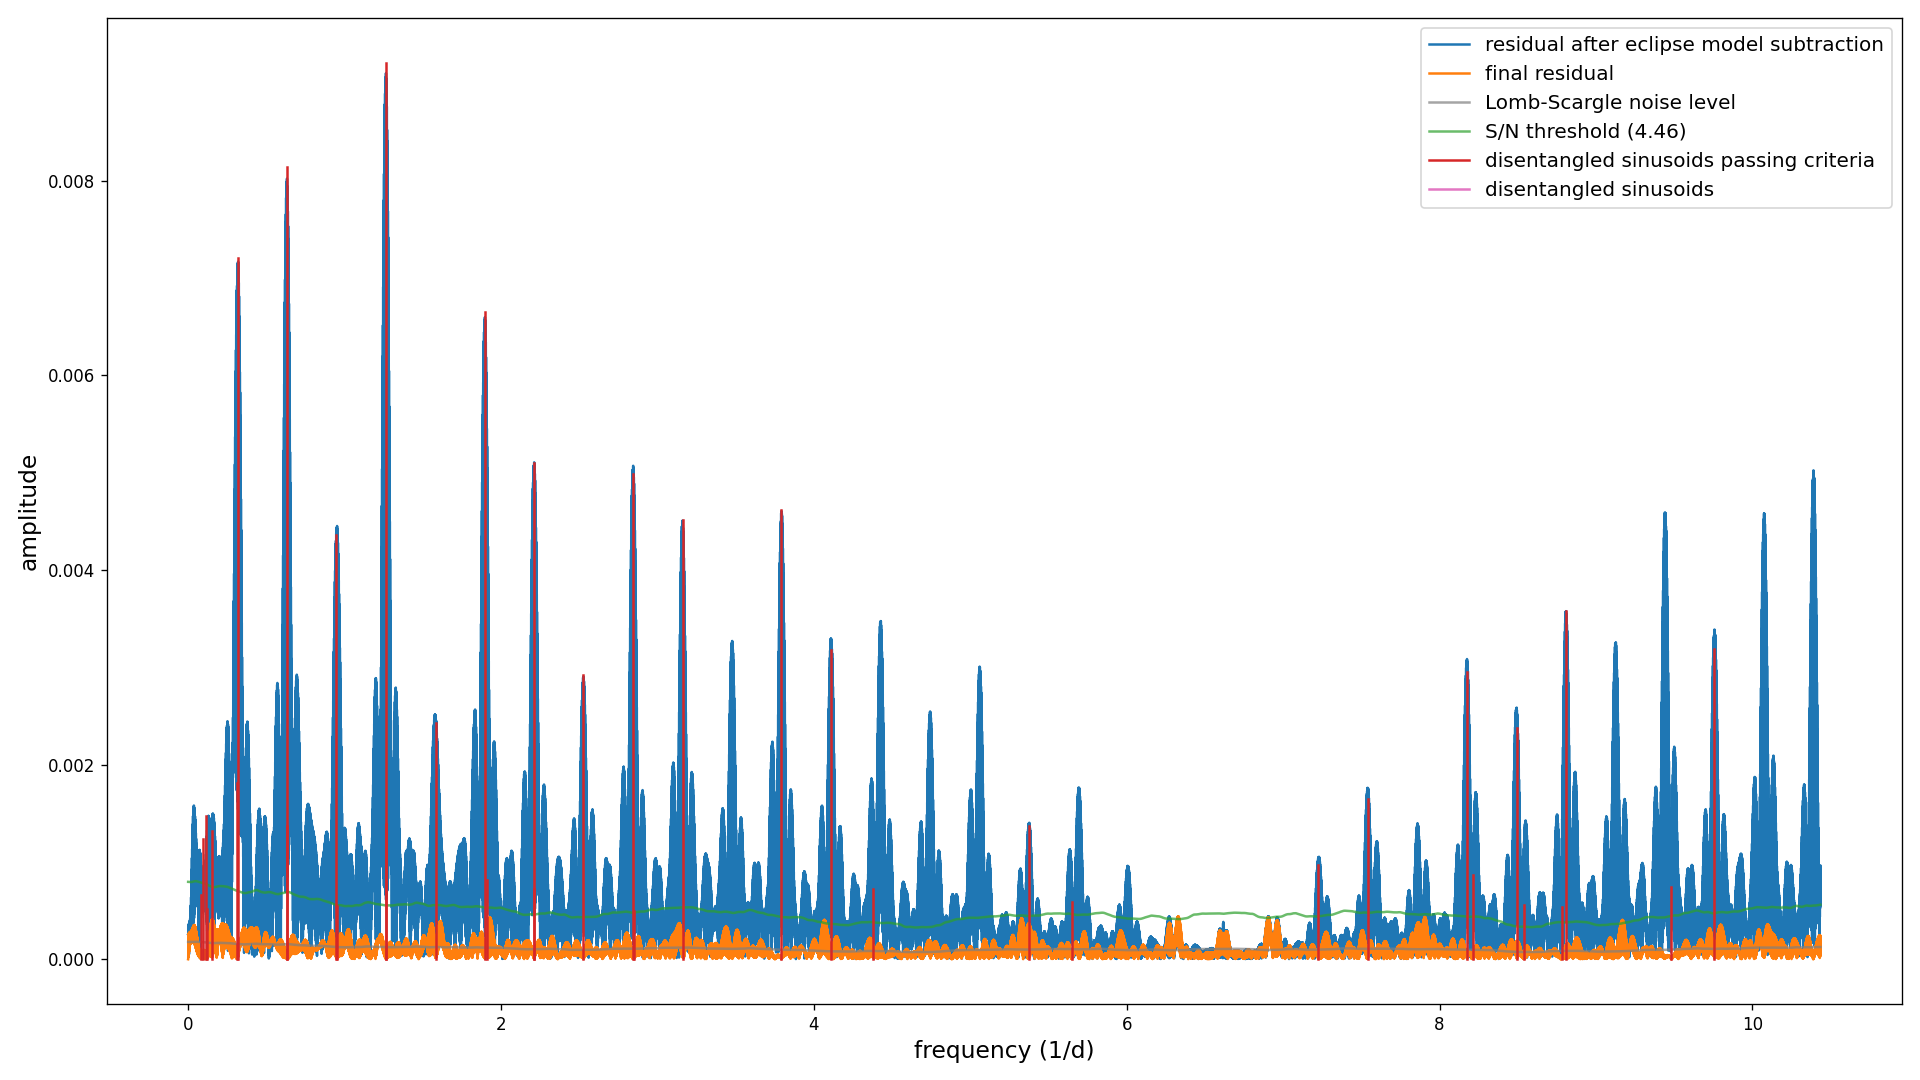 residual after eclipse model subtraction
final residual
Lomb-Scargle noise level
S/N threshold (4.46)
disentangled sinusoids passing criteria
disentangled sinusoids
amplitude
0.008
0.006
0.004
0.002
0.000
0 2 4 6 8 10
frequency (1/d)